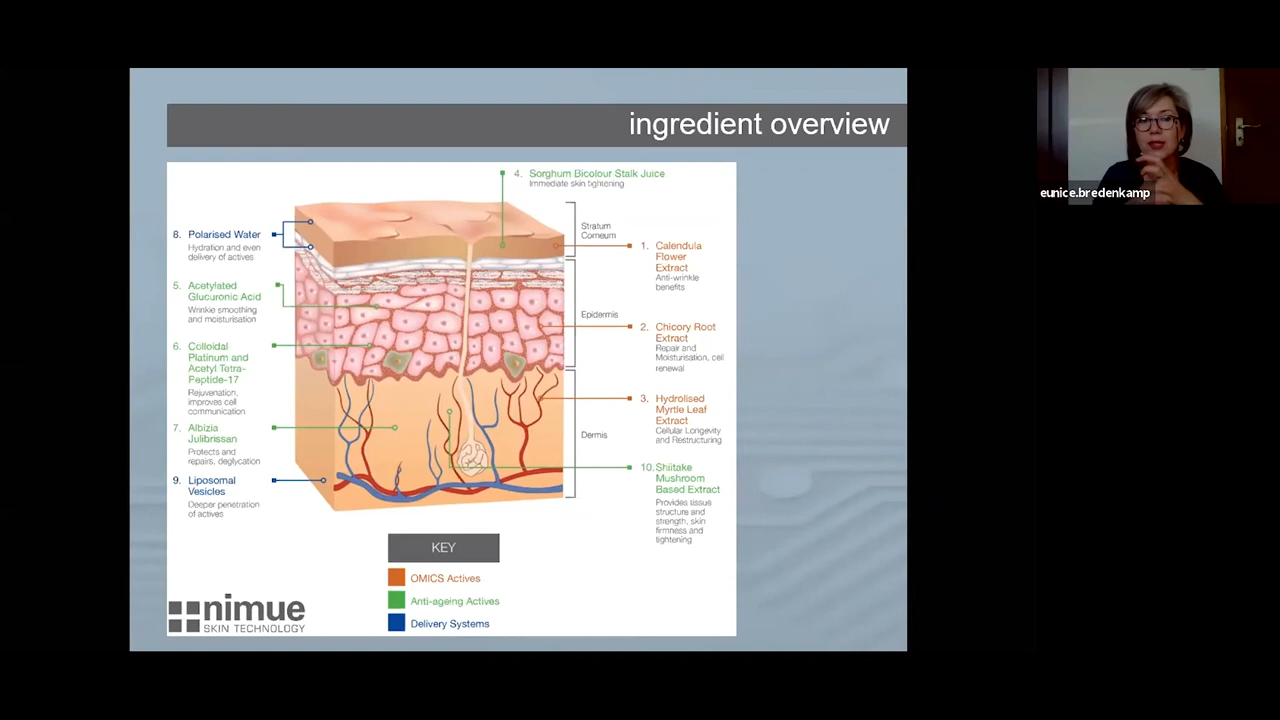 ingredient overview
4. Sorghum Bicolour Stalk Juice
Immediate skin tightening
8. Polarised Water
Hydration and even
delivery of actives
5. Acetylated
Glucuronic Acid
Wrinkle smoothing
and moisturisation
6. Colloidal
Platinum and
Acetyl Tetra-
Peptide-17
Rejuvenation,
improves cell
communication
7. Albizia
Julibrissan
Protects and
repairs, deglycation
9. Liposomal
Vesicles
Deeper penetration
of actives
Stratum
Corneum
Epidermis
Dermis
1. Calendula
Flower
Extract
Anti-wrinkle
benefits
2. Chicory Root
Extract
Repair and
Moisturisation, cell
renewal
3. Hydrolised
Myrtle Leaf
Extract
Cellular Longevity
and Restructuring
10. Shiitake
Mushroom
Based Extract
Provides tissue
structure and
strength, skin
firmness and
tightening
KEY
OMICS Actives
Anti-ageing Actives
Delivery Systems
nimue
SKIN TECHNOLOGY
eunice.bredenkamp